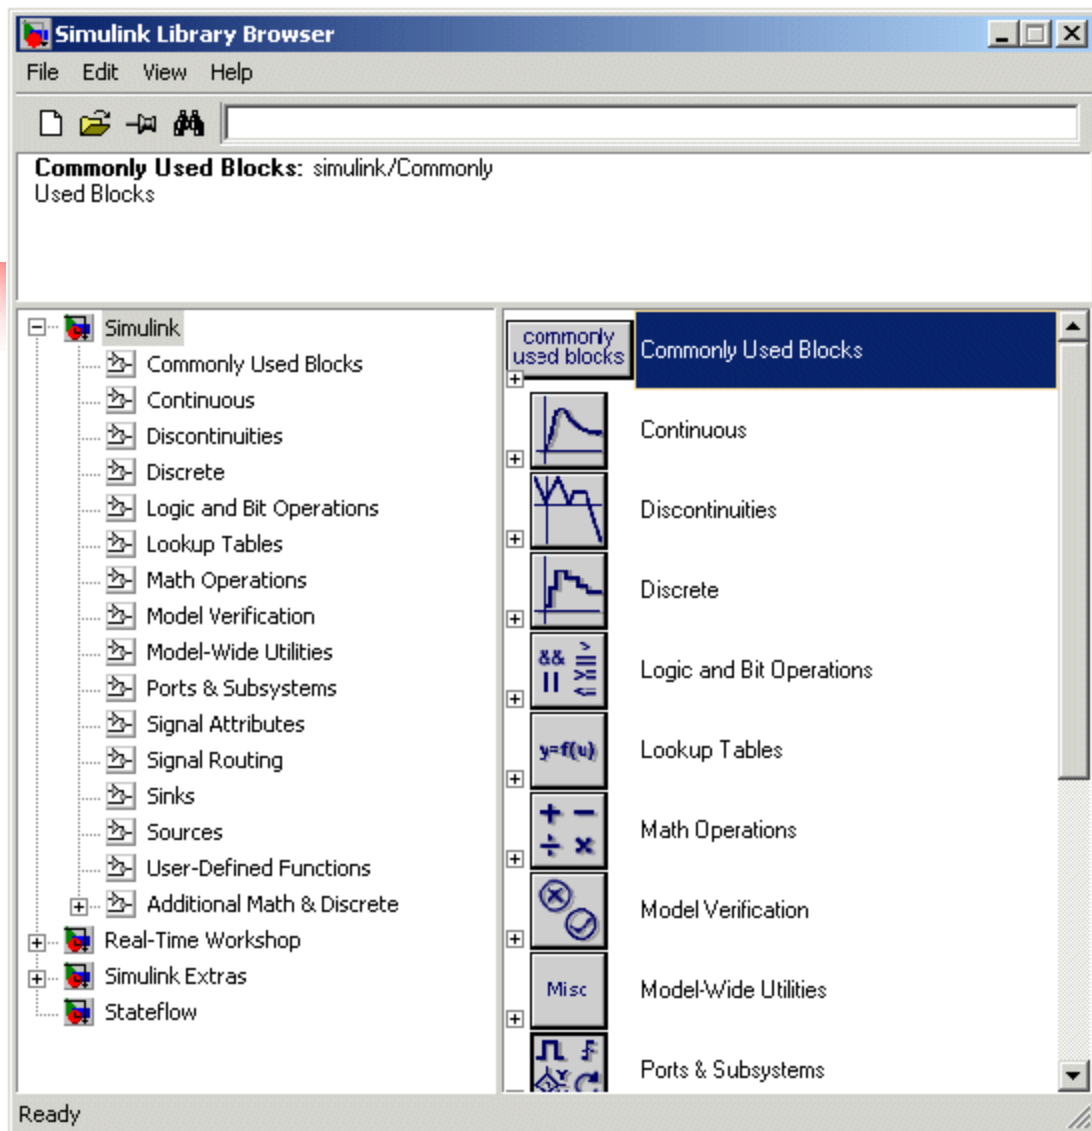 Simulink Library Browser
File Edit View Help
Commonly Used Blocks: simulink/Commonly
Used Blocks
Simulink
Commonly Used Blocks
Continuous
Discontinuities
Discrete
Logic and Bit Operations
Lookup Tables
Math Operations
Model Verification
Model-Wide Utilities
Ports & Subsystems
Signal Attributes
Signal Routing
Sinks
Sources
User-Defined Functions
Additional Math & Discrete
Real-Time Workshop
Simulink Extras
Stateflow
commonly
used blocks
Commonly Used Blocks
Continuous
Discontinuities
Discrete
&& >
|| >=
<=
Logic and Bit Operations
y=f(u)
Lookup Tables
+ −
÷ ×
Math Operations
Model Verification
Misc
Model-Wide Utilities
Ports & Subsystems
Ready